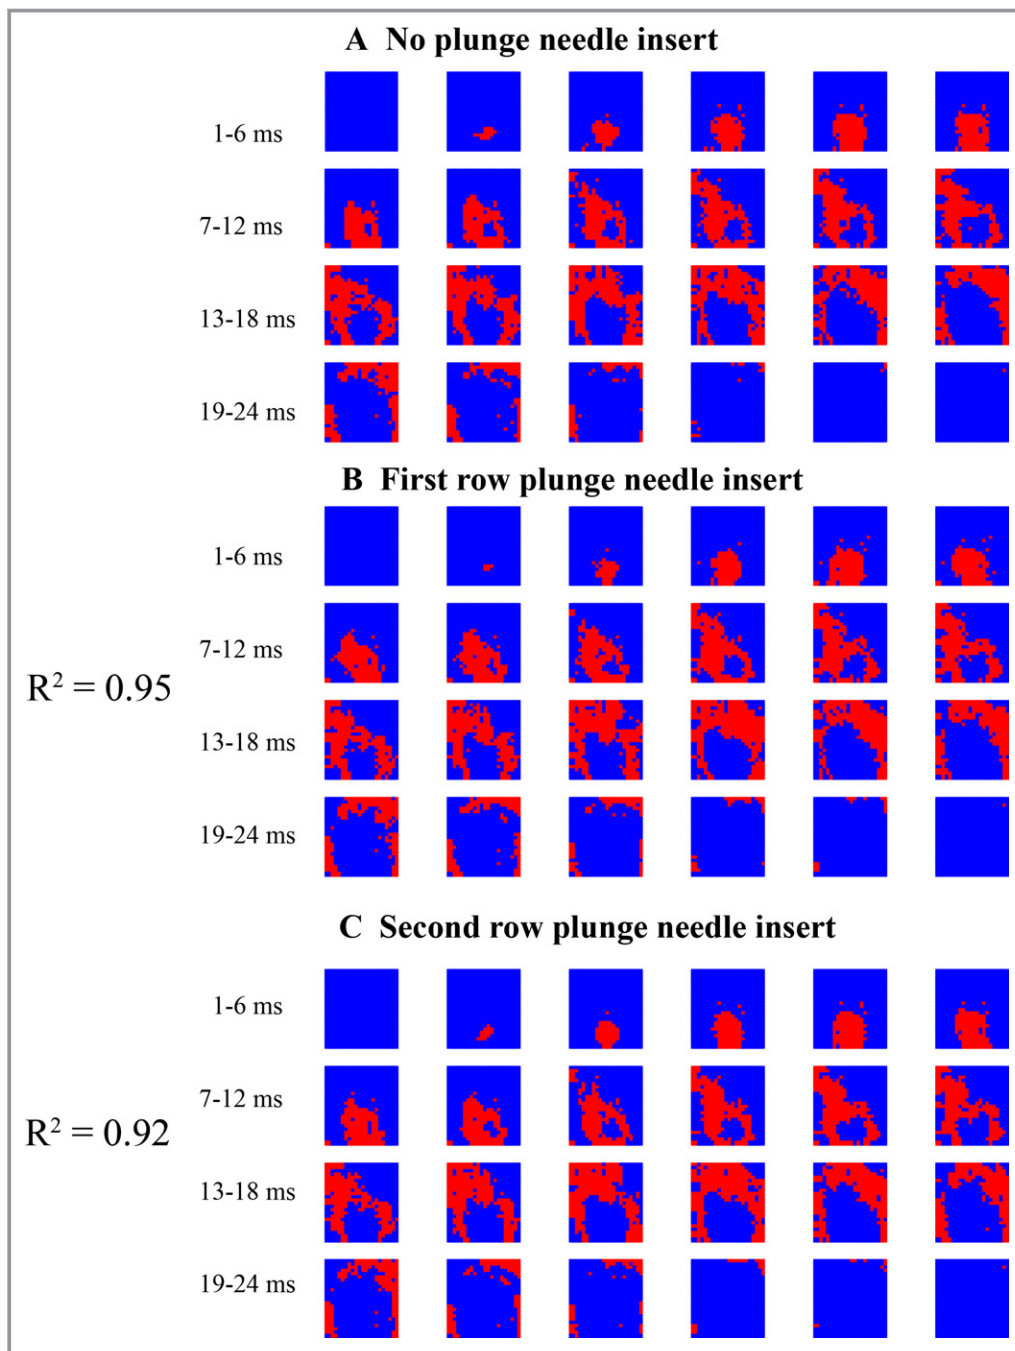 A No plunge needle insert
1-6 ms
7-12 ms
13-18 ms
19-24 ms
B First row plunge needle insert
1-6 ms
7-12 ms
R² = 0.95
13-18 ms
19-24 ms
C Second row plunge needle insert
1-6 ms
7-12 ms
R² = 0.92
13-18 ms
19-24 ms